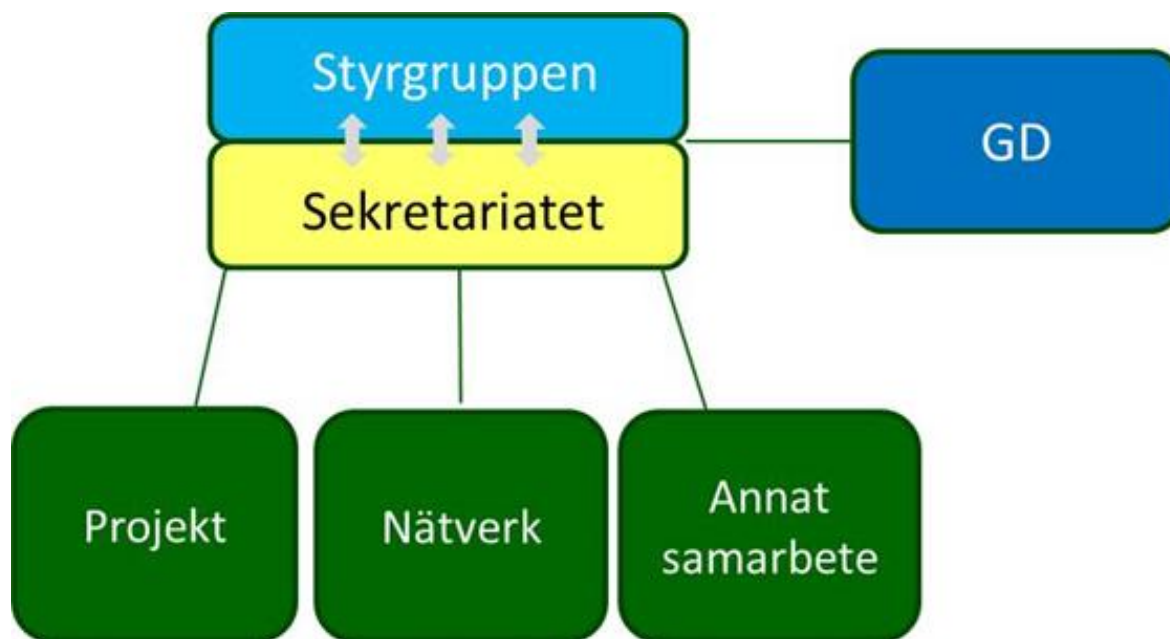 Styrgruppen
GD
Sekretariatet
Projekt
Nätverk
Annat
samarbete